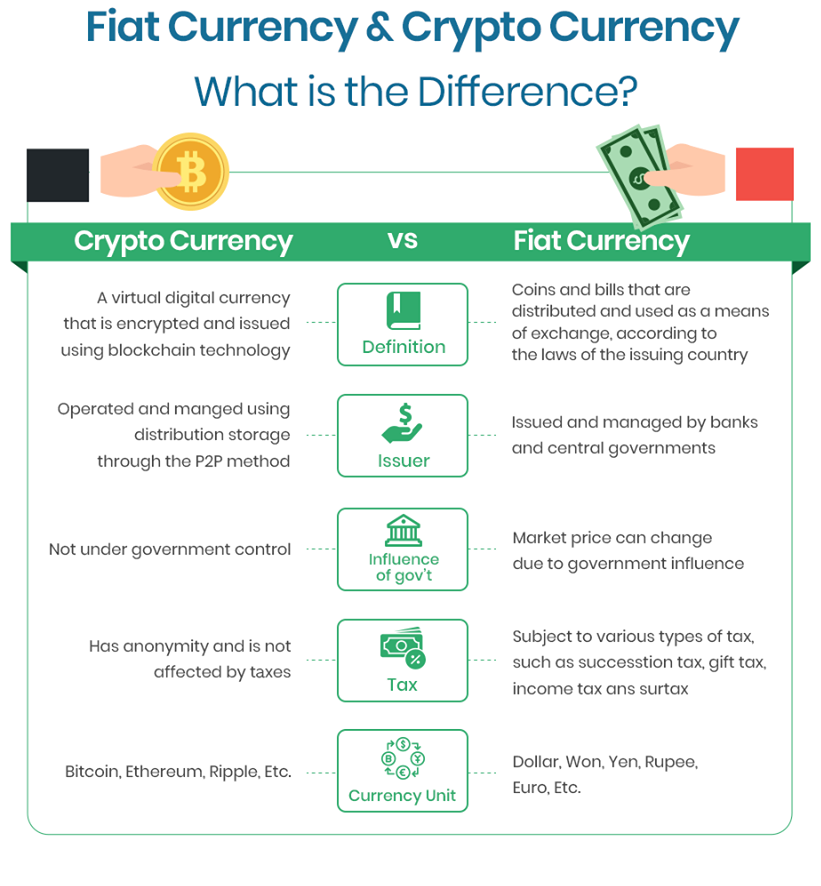 Fiat Currency & Crypto Currency
What is the Difference?
Crypto Currency
vs
Fiat Currency
A virtual digital currency
that is encrypted and issued
using blockchain technology
Definition
Coins and bills that are
distributed and used as a means
of exchange, according to
the laws of the issuing country
Operated and manged using
distribution storage
through the P2P method
Issuer
Issued and managed by banks
and central governments
Not under government control
Influence
of gov't
Market price can change
due to government influence
Has anonymity and is not
affected by taxes
Tax
Subject to various types of tax,
such as successtion tax, gift tax,
income tax ans surtax
Bitcoin, Ethereum, Ripple, Etc.
Currency Unit
Dollar, Won, Yen, Rupee,
Euro, Etc.